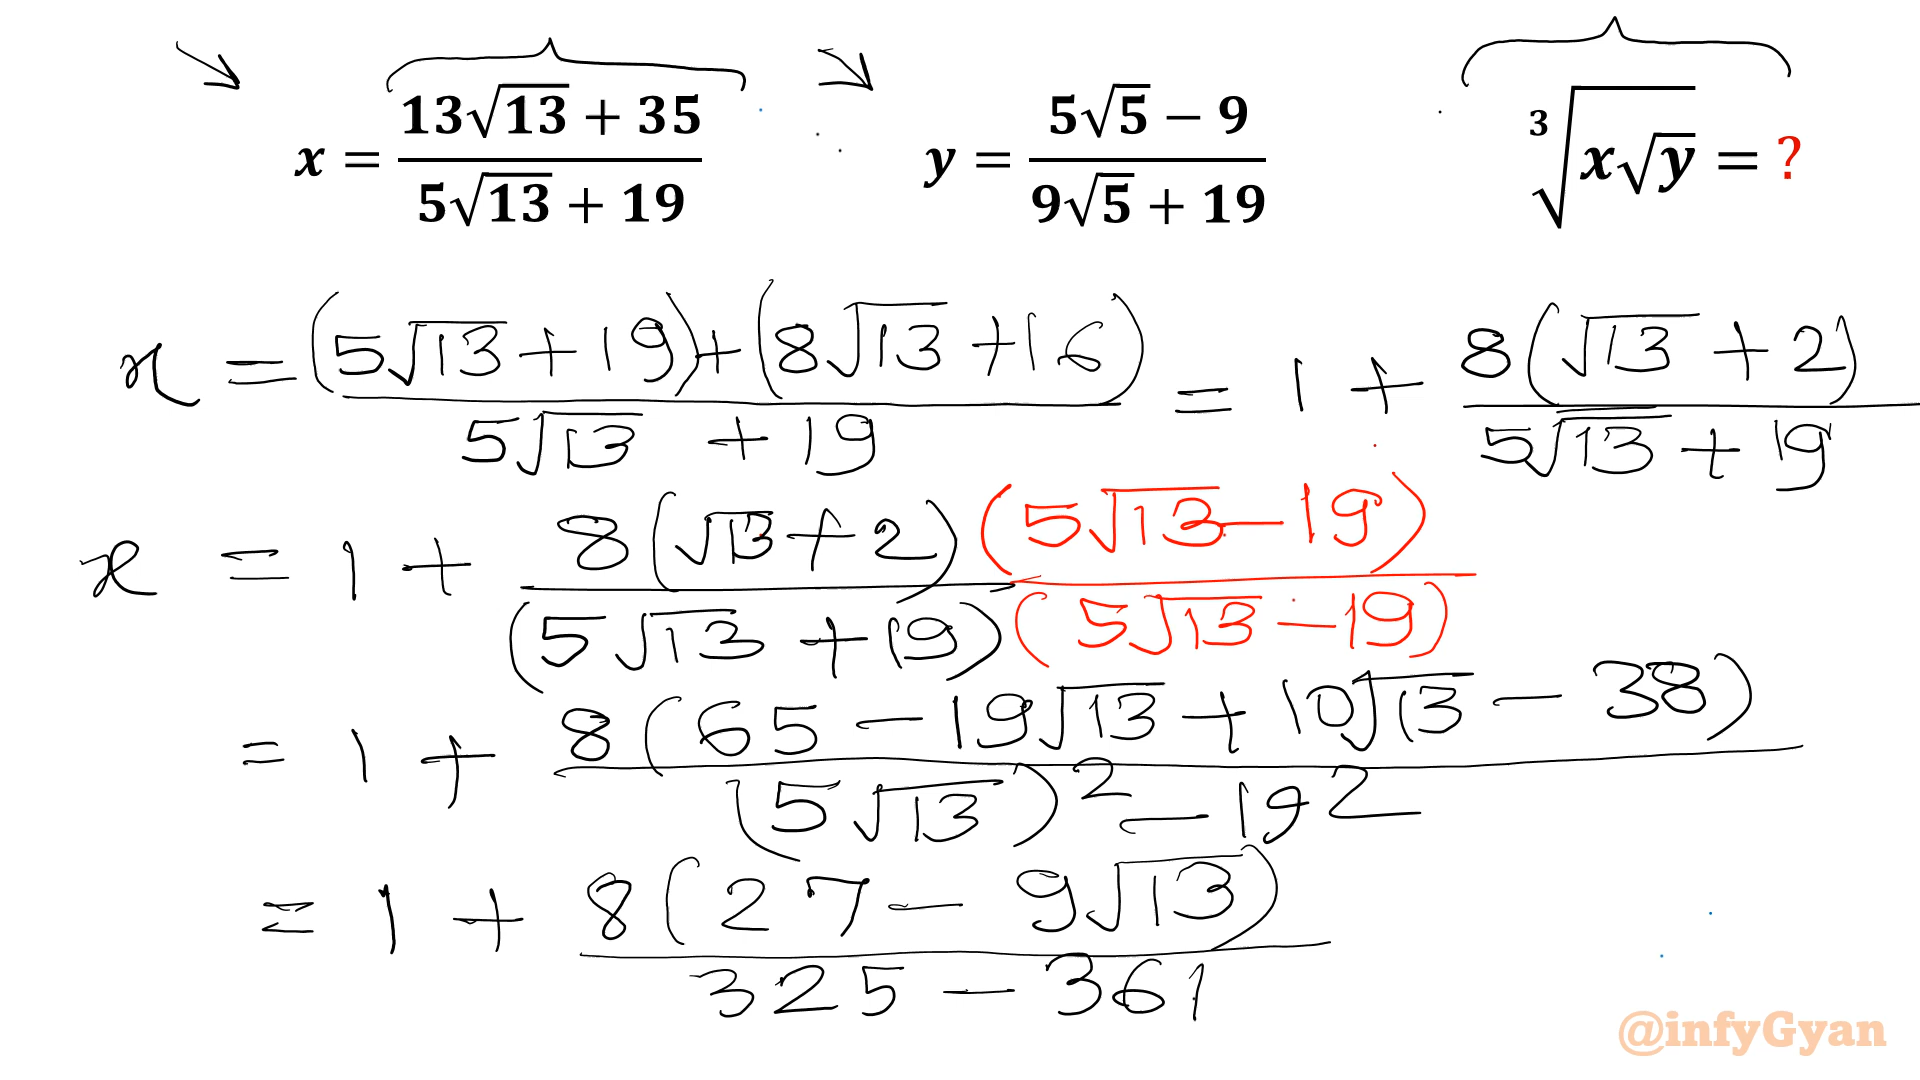 x = (13√13 + 35)/(5√13 + 19) y = (5√5 − 9)/(9√5 + 19) ∛(x√y) = ?
x = ((5√13 + 19) + (8√13 + 16))/(5√13 + 19) = 1 + 8(√13 + 2)/(5√13 + 19)
x = 1 + 8(√13 + 2)(5√13 − 19)/((5√13 + 19)(5√13 − 19))
= 1 + 8(65 − 19√13 + 10√13 − 38)/((5√13)² − 19²)
= 1 + 8(27 − 9√13)/(325 − 361)
@infyGyan